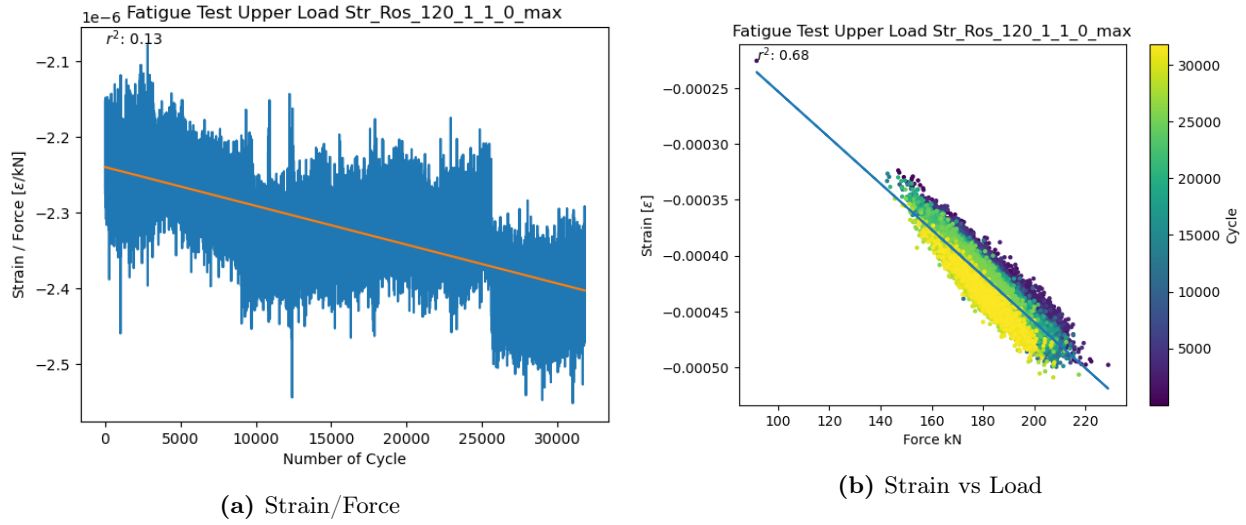 1e−6 Fatigue Test Upper Load Str_Ros_120_1_1_0_max
r²: 0.13
−2.1
−2.2
−2.3
−2.4
−2.5
Strain / Force [ε/kN]
0 5000 10000 15000 20000 25000 30000
Number of Cycle
(a) Strain/Force
Fatigue Test Upper Load Str_Ros_120_1_1_0_max
r²: 0.68
−0.00025
−0.00030
−0.00035
−0.00040
−0.00045
−0.00050
Strain [ε]
100 120 140 160 180 200 220
Force kN
30000
25000
20000
15000
10000
5000
Cycle
(b) Strain vs Load